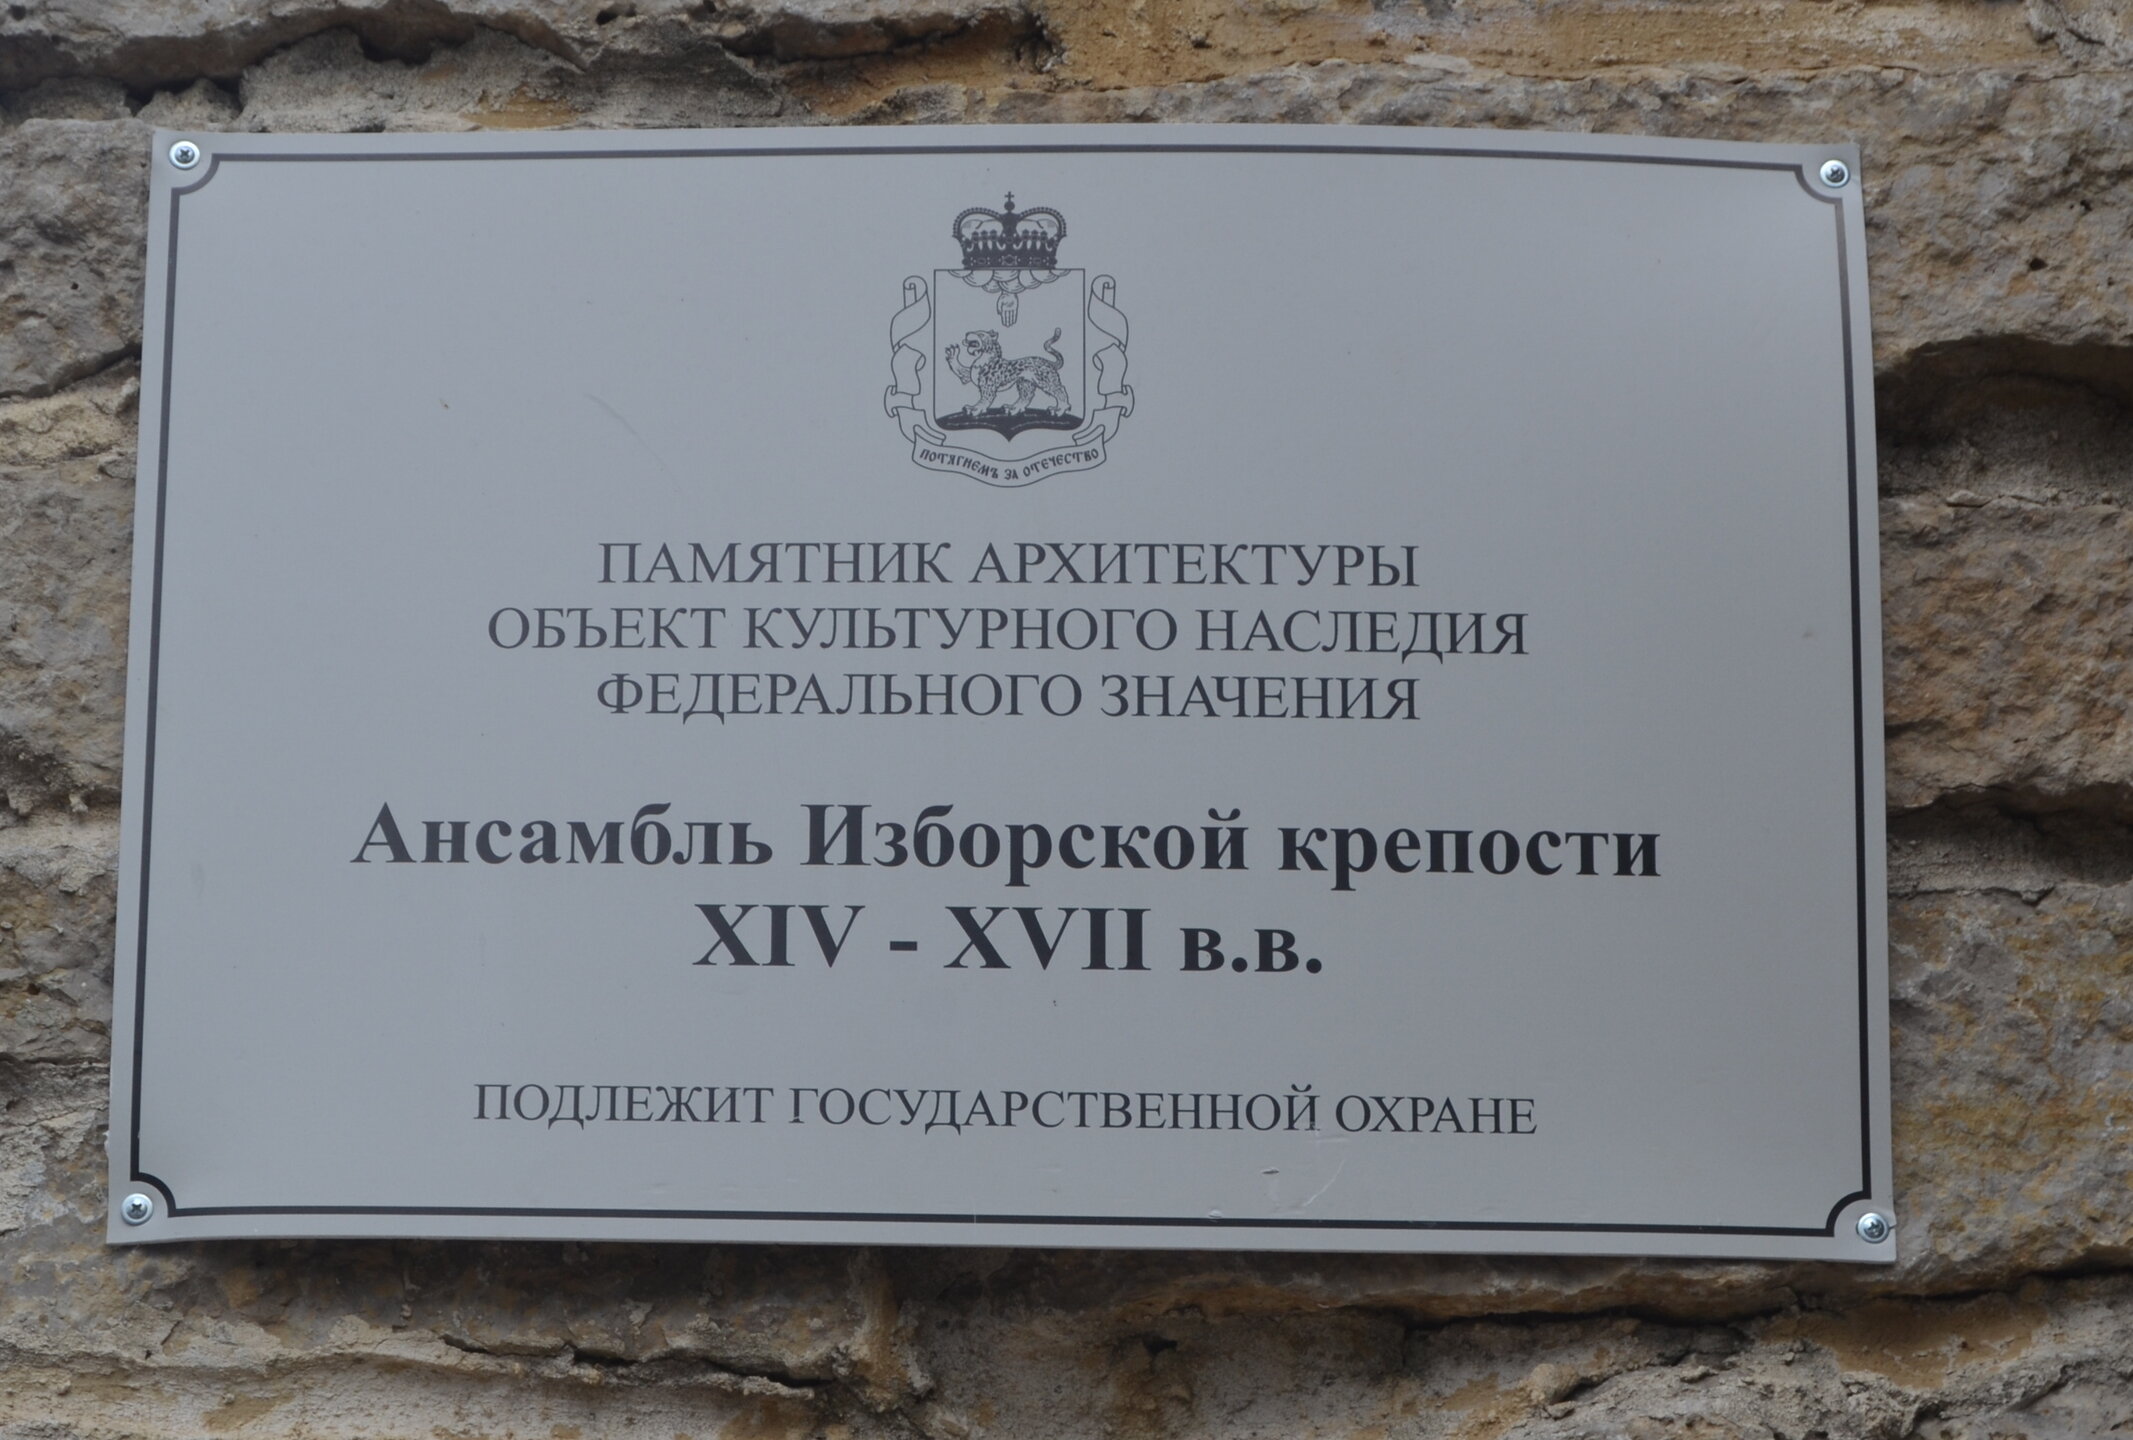 ПОТЯГНЕМЪ ЗА ОТЕЧЕСТВО
ПАМЯТНИК АРХИТЕКТУРЫ
ОБЪЕКТ КУЛЬТУРНОГО НАСЛЕДИЯ
ФЕДЕРАЛЬНОГО ЗНАЧЕНИЯ
Ансамбль Изборской крепости
XIV - XVII в.в.
ПОДЛЕЖИТ ГОСУДАРСТВЕННОЙ ОХРАНЕ